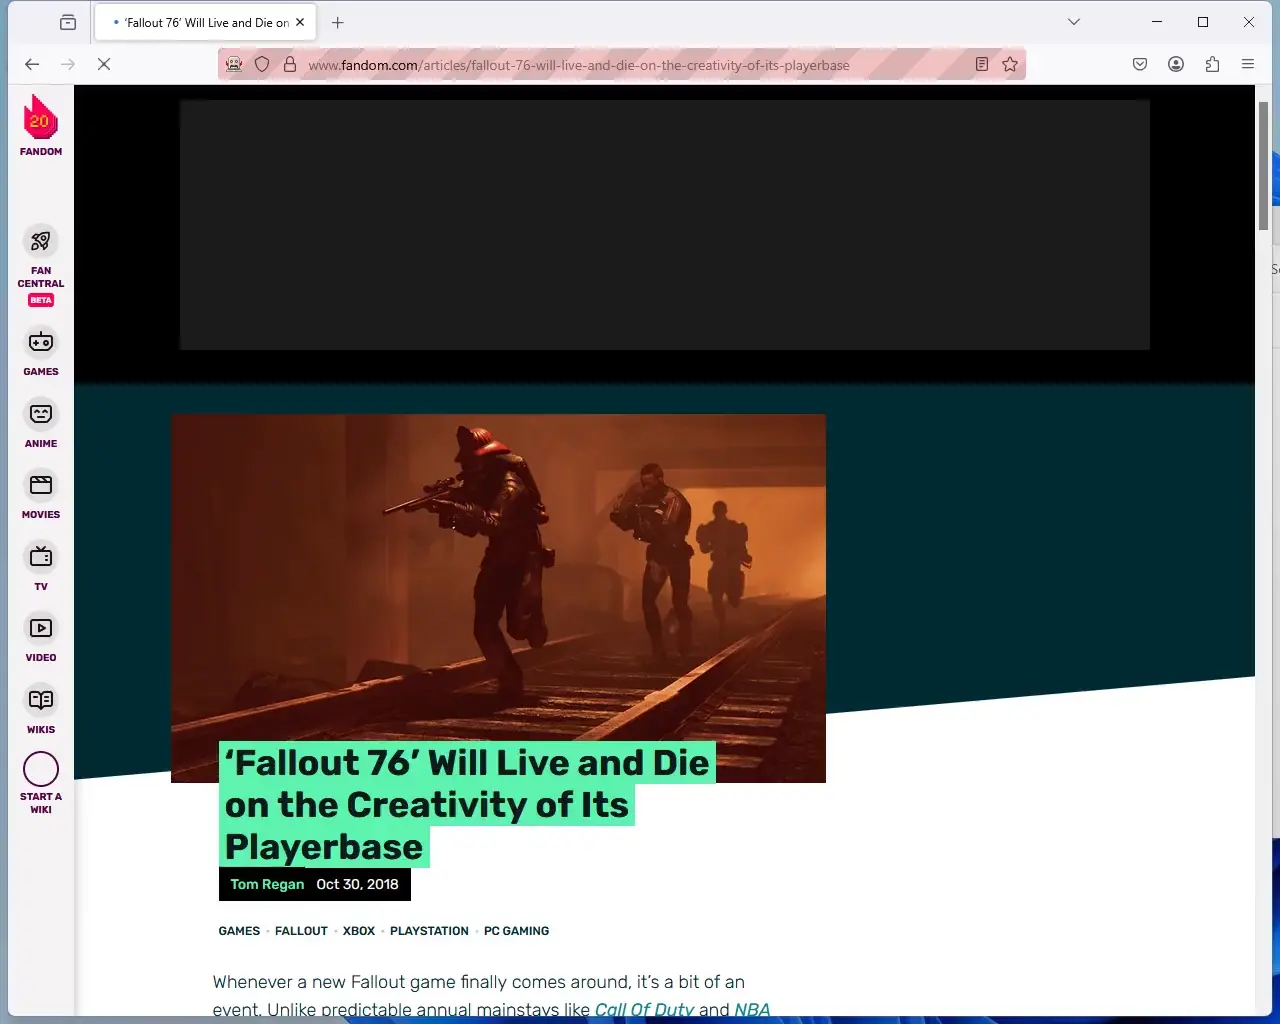 ‘Fallout 76’ Will Live and Die on
www.fandom.com/articles/fallout-76-will-live-and-die-on-the-creativity-of-its-playerbase
20
FANDOM
FAN
CENTRAL
BETA
GAMES
ANIME
MOVIES
TV
VIDEO
WIKIS
START A
WIKI
‘Fallout 76’ Will Live and Die
on the Creativity of Its
Playerbase
Tom Regan Oct 30, 2018
GAMES • FALLOUT • XBOX • PLAYSTATION • PC GAMING
Whenever a new Fallout game finally comes around, it’s a bit of an
event. Unlike predictable annual mainstays like Call Of Duty and NBA